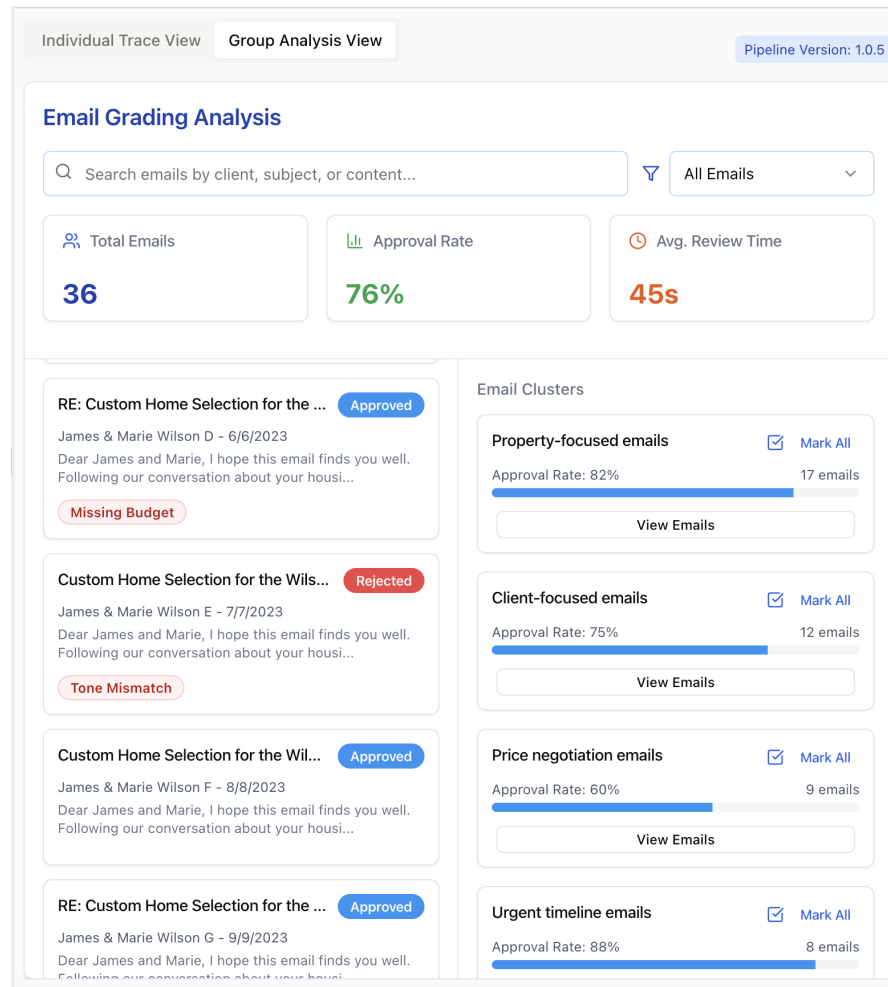 Individual Trace View
Group Analysis View
Pipeline Version: 1.0.5
Email Grading Analysis
Search emails by client, subject, or content...
All Emails
Total Emails
36
Approval Rate
76%
Avg. Review Time
45s
RE: Custom Home Selection for the ...
Approved
James & Marie Wilson D - 6/6/2023
Dear James and Marie, I hope this email finds you well.
Following our conversation about your housi...
Missing Budget
Custom Home Selection for the Wils...
Rejected
James & Marie Wilson E - 7/7/2023
Dear James and Marie, I hope this email finds you well.
Following our conversation about your housi...
Tone Mismatch
Custom Home Selection for the Wil...
Approved
James & Marie Wilson F - 8/8/2023
Dear James and Marie, I hope this email finds you well.
Following our conversation about your housi...
RE: Custom Home Selection for the ...
Approved
James & Marie Wilson G - 9/9/2023
Dear James and Marie, I hope this email finds you well.
Following our conversation about your housi...
Email Clusters
Property-focused emails
Mark All
Approval Rate: 82%
17 emails
View Emails
Client-focused emails
Mark All
Approval Rate: 75%
12 emails
View Emails
Price negotiation emails
Mark All
Approval Rate: 60%
9 emails
View Emails
Urgent timeline emails
Mark All
Approval Rate: 88%
8 emails